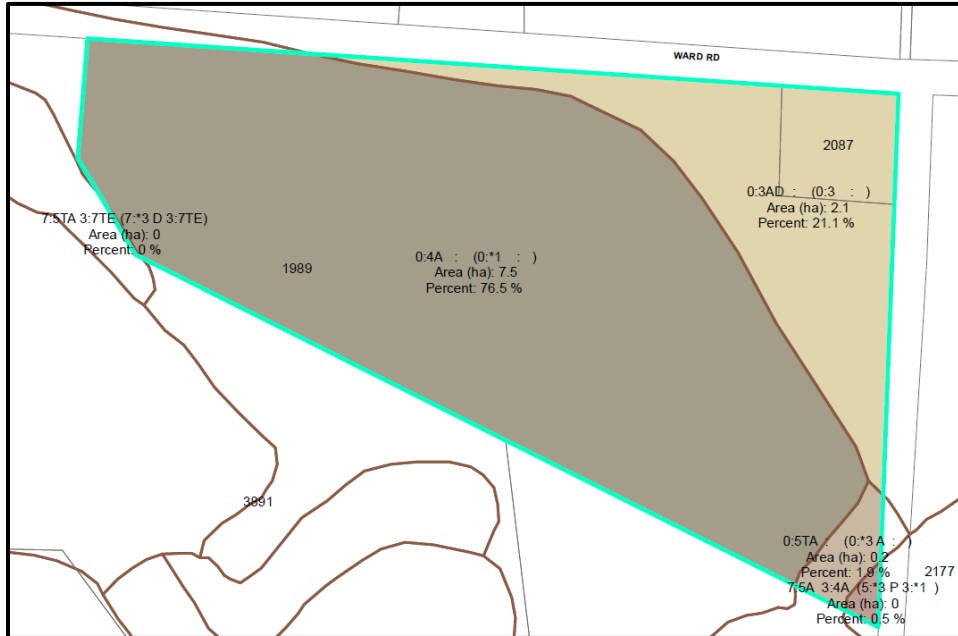 WARD RD
2087
0:3AD : (0:3 : )
Area (ha): 2.1
Percent: 21.1 %
7:5TA 3:7TE (7:*3 D 3:7TE)
Area (ha): 0
Percent: 0 %
1989
0:4A : (0:*1 : )
Area (ha): 7.5
Percent: 76.5 %
3891
0:5TA : (0:*3 A : )
Area (ha): 0.2
Percent: 1.9 %
2177
7:5A 3:4A (5:*3 P 3:*1 )
Area (ha): 0
Percent: 0.5 %